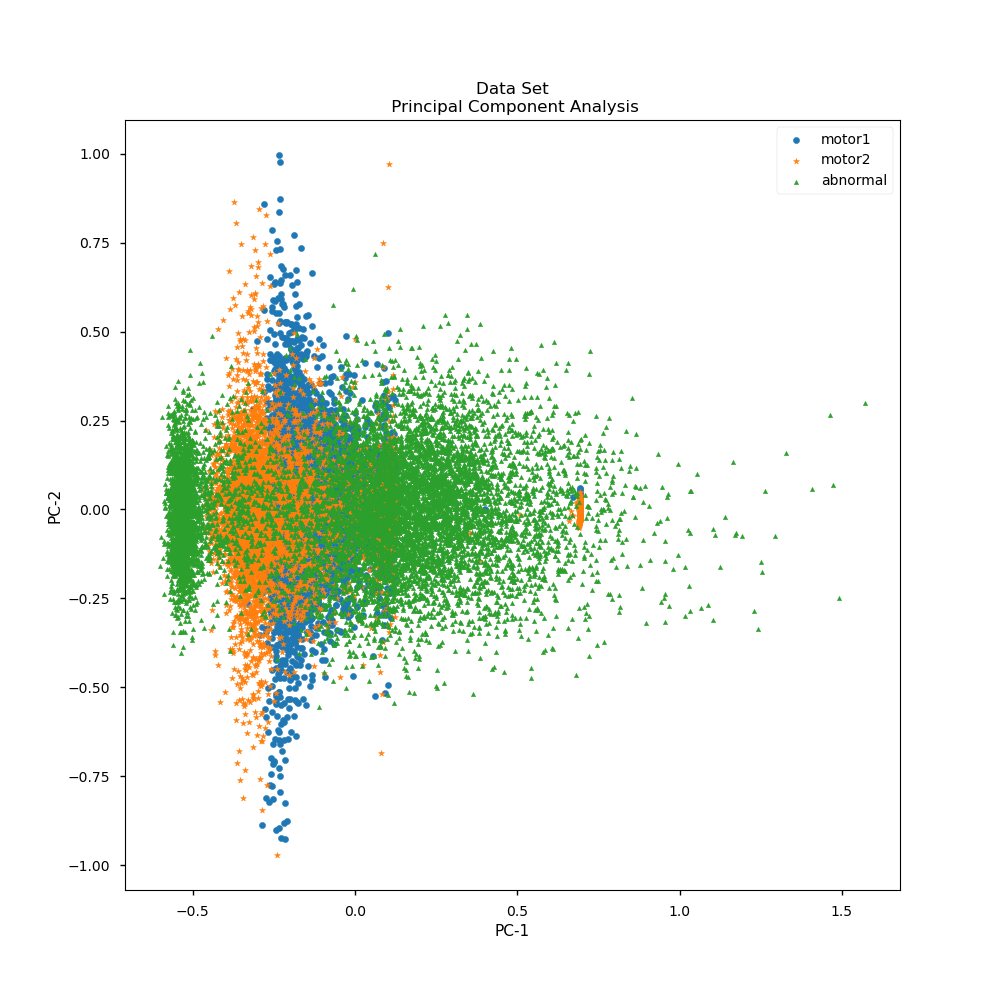 Data Set
Principal Component Analysis
motor1
motor2
abnormal
1.00
0.75
0.50
0.25
0.00
−0.25
−0.50
−0.75
−1.00
PC-2
−0.5
0.0
0.5
1.0
1.5
PC-1